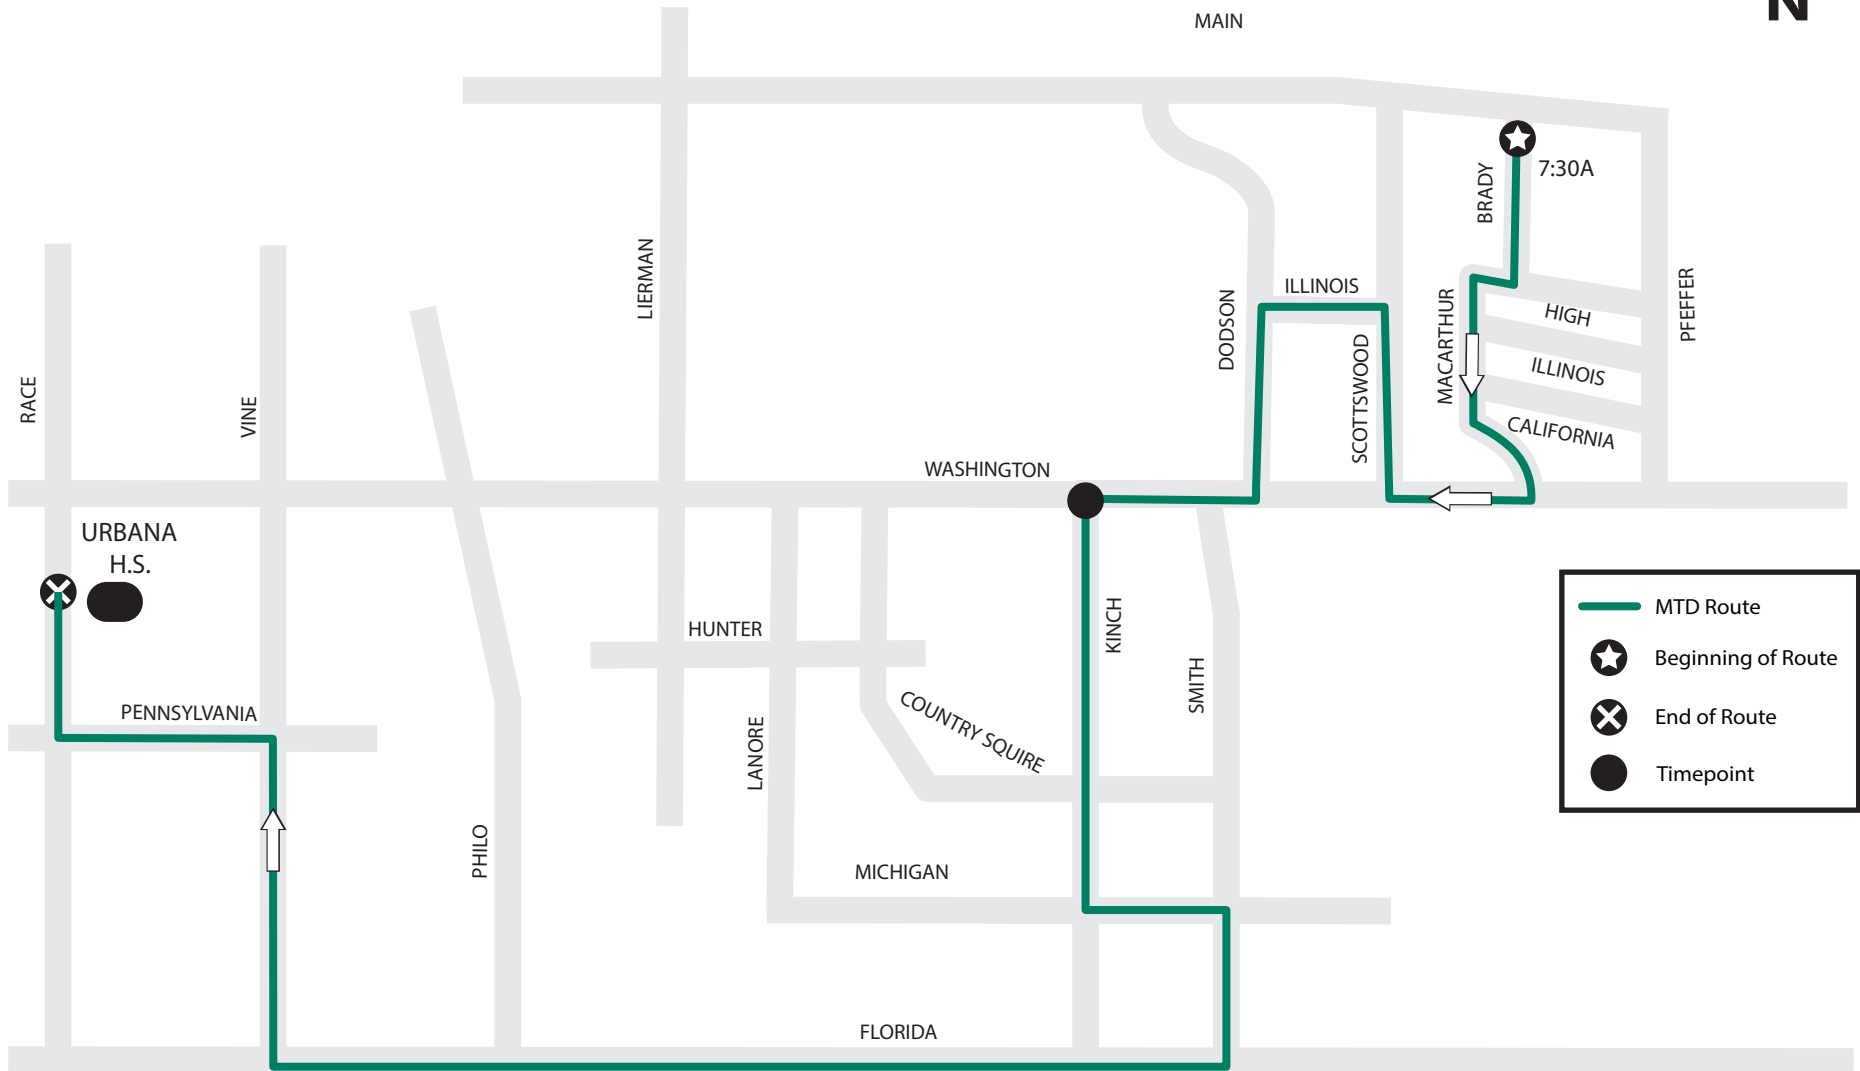 N
MAIN
7:30A
BRADY
LIERMAN
PFEFFER
ILLINOIS
DODSON
MACARTHUR
HIGH
SCOTTSWOOD
ILLINOIS
CALIFORNIA
RACE
VINE
WASHINGTON
URBANA
H.S.
KINCH
HUNTER
SMITH
COUNTRY SQUIRE
LANORE
PENNSYLVANIA
PHILO
MICHIGAN
FLORIDA
MTD Route
Beginning of Route
End of Route
Timepoint